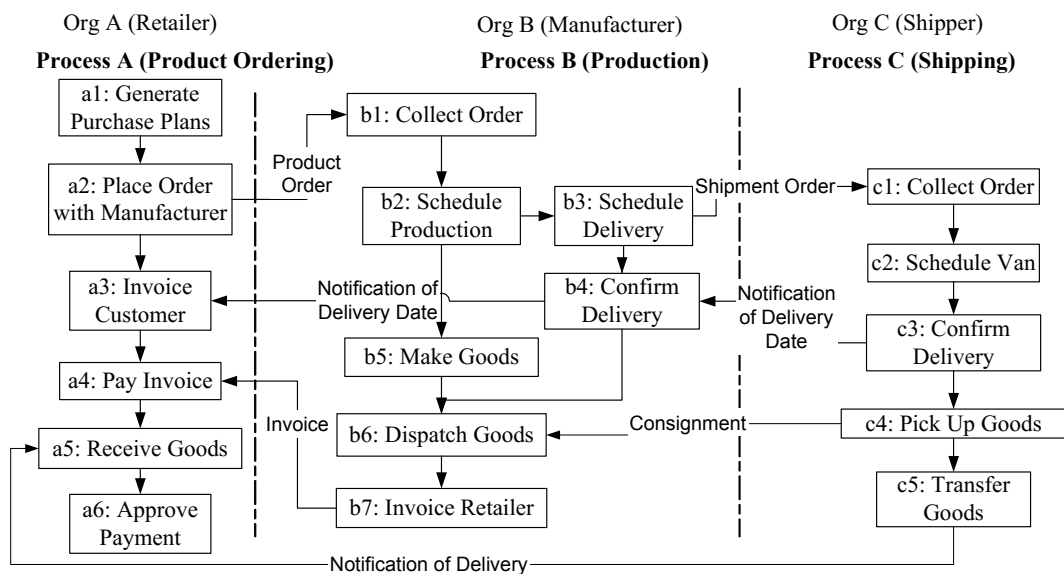 Org A (Retailer)
Org B (Manufacturer)
Org C (Shipper)
Process A (Product Ordering)
Process B (Production)
Process C (Shipping)
a1: Generate
Purchase Plans
a2: Place Order
with Manufacturer
a3: Invoice
Customer
a4: Pay Invoice
a5: Receive Goods
a6: Approve
Payment
Product
Order
Notification of
Delivery Date
Invoice
b1: Collect Order
b2: Schedule
Production
b3: Schedule
Delivery
b4: Confirm
Delivery
b5: Make Goods
b6: Dispatch Goods
b7: Invoice Retailer
Shipment Order
Notification
of Delivery
Date
Consignment
c1: Collect Order
c2: Schedule Van
c3: Confirm
Delivery
c4: Pick Up Goods
c5: Transfer
Goods
Notification of Delivery